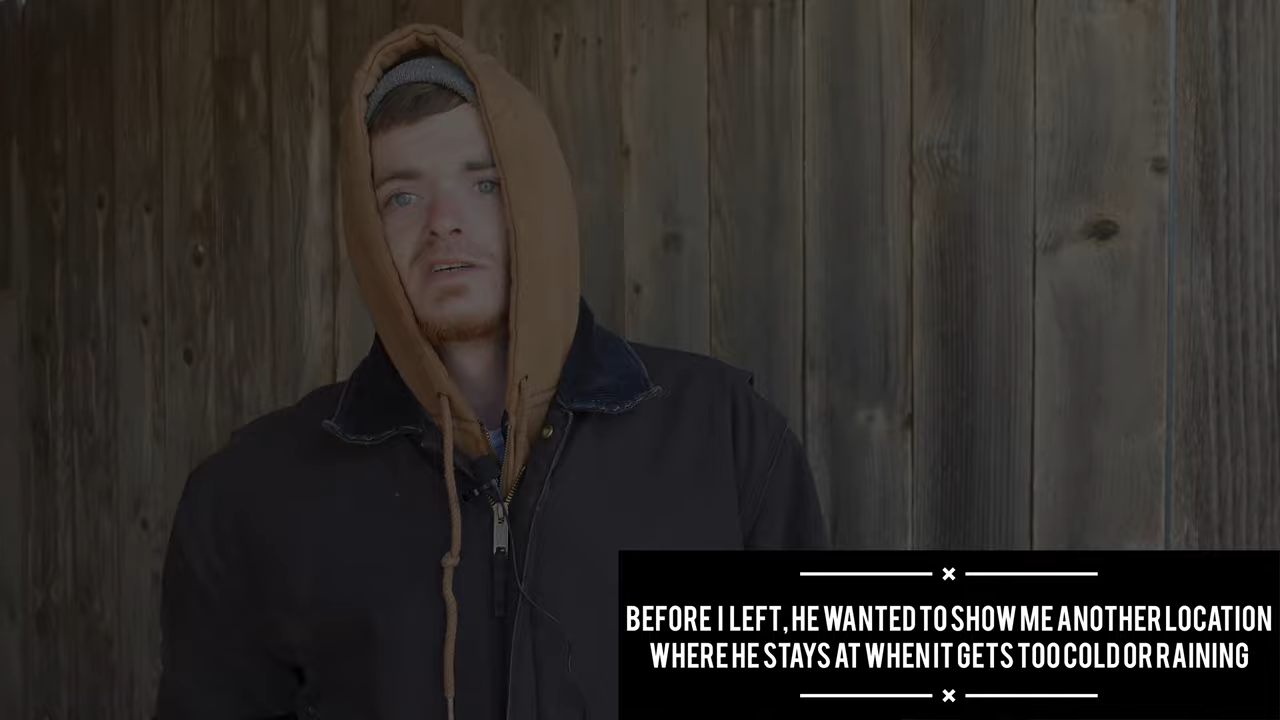 BEFORE I LEFT, HE WANTED TO SHOW ME ANOTHER LOCATION
WHERE HE STAYS AT WHEN IT GETS TOO COLD OR RAINING